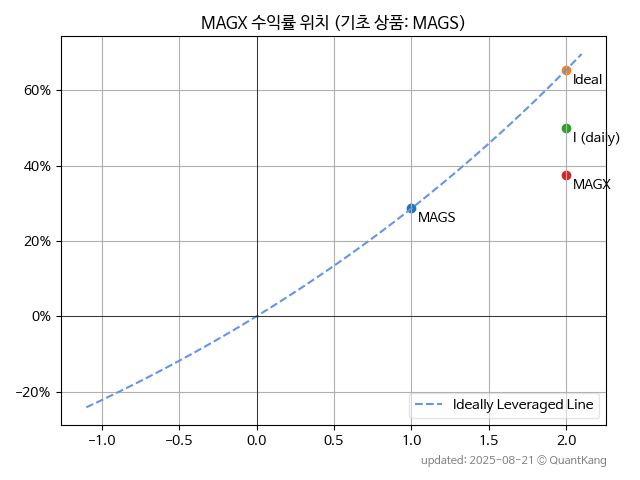 MAGX 수익률 위치 (기초 상품: MAGS)
60%
40%
20%
0%
−20%
Ideal
I (daily)
MAGX
MAGS
Ideally Leveraged Line
−1.0 −0.5 0.0 0.5 1.0 1.5 2.0
updated: 2025-08-21 © QuantKang